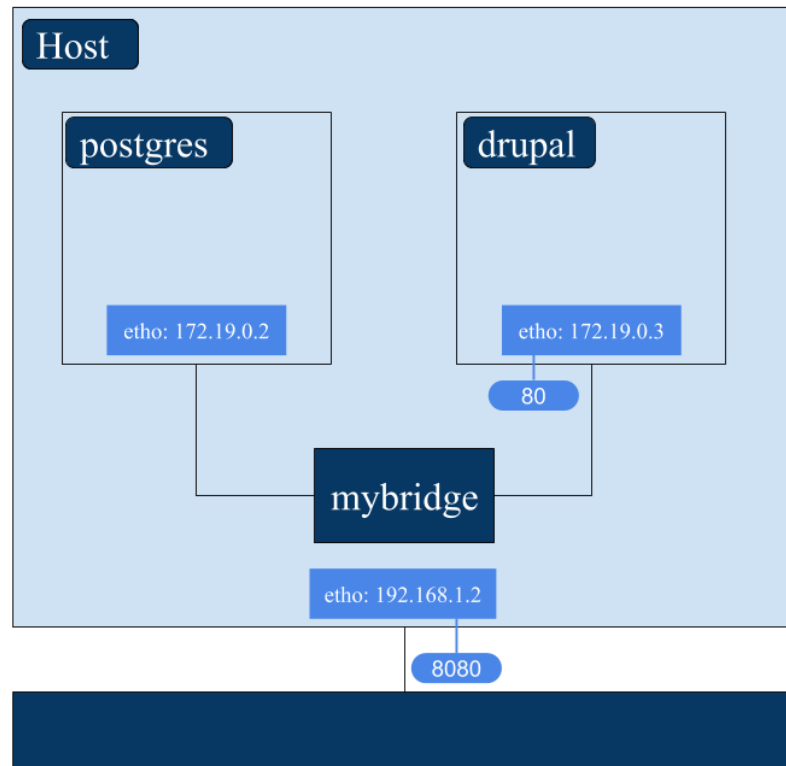 Host
postgres
drupal
etho: 172.19.0.2
etho: 172.19.0.3
80
mybridge
etho: 192.168.1.2
8080